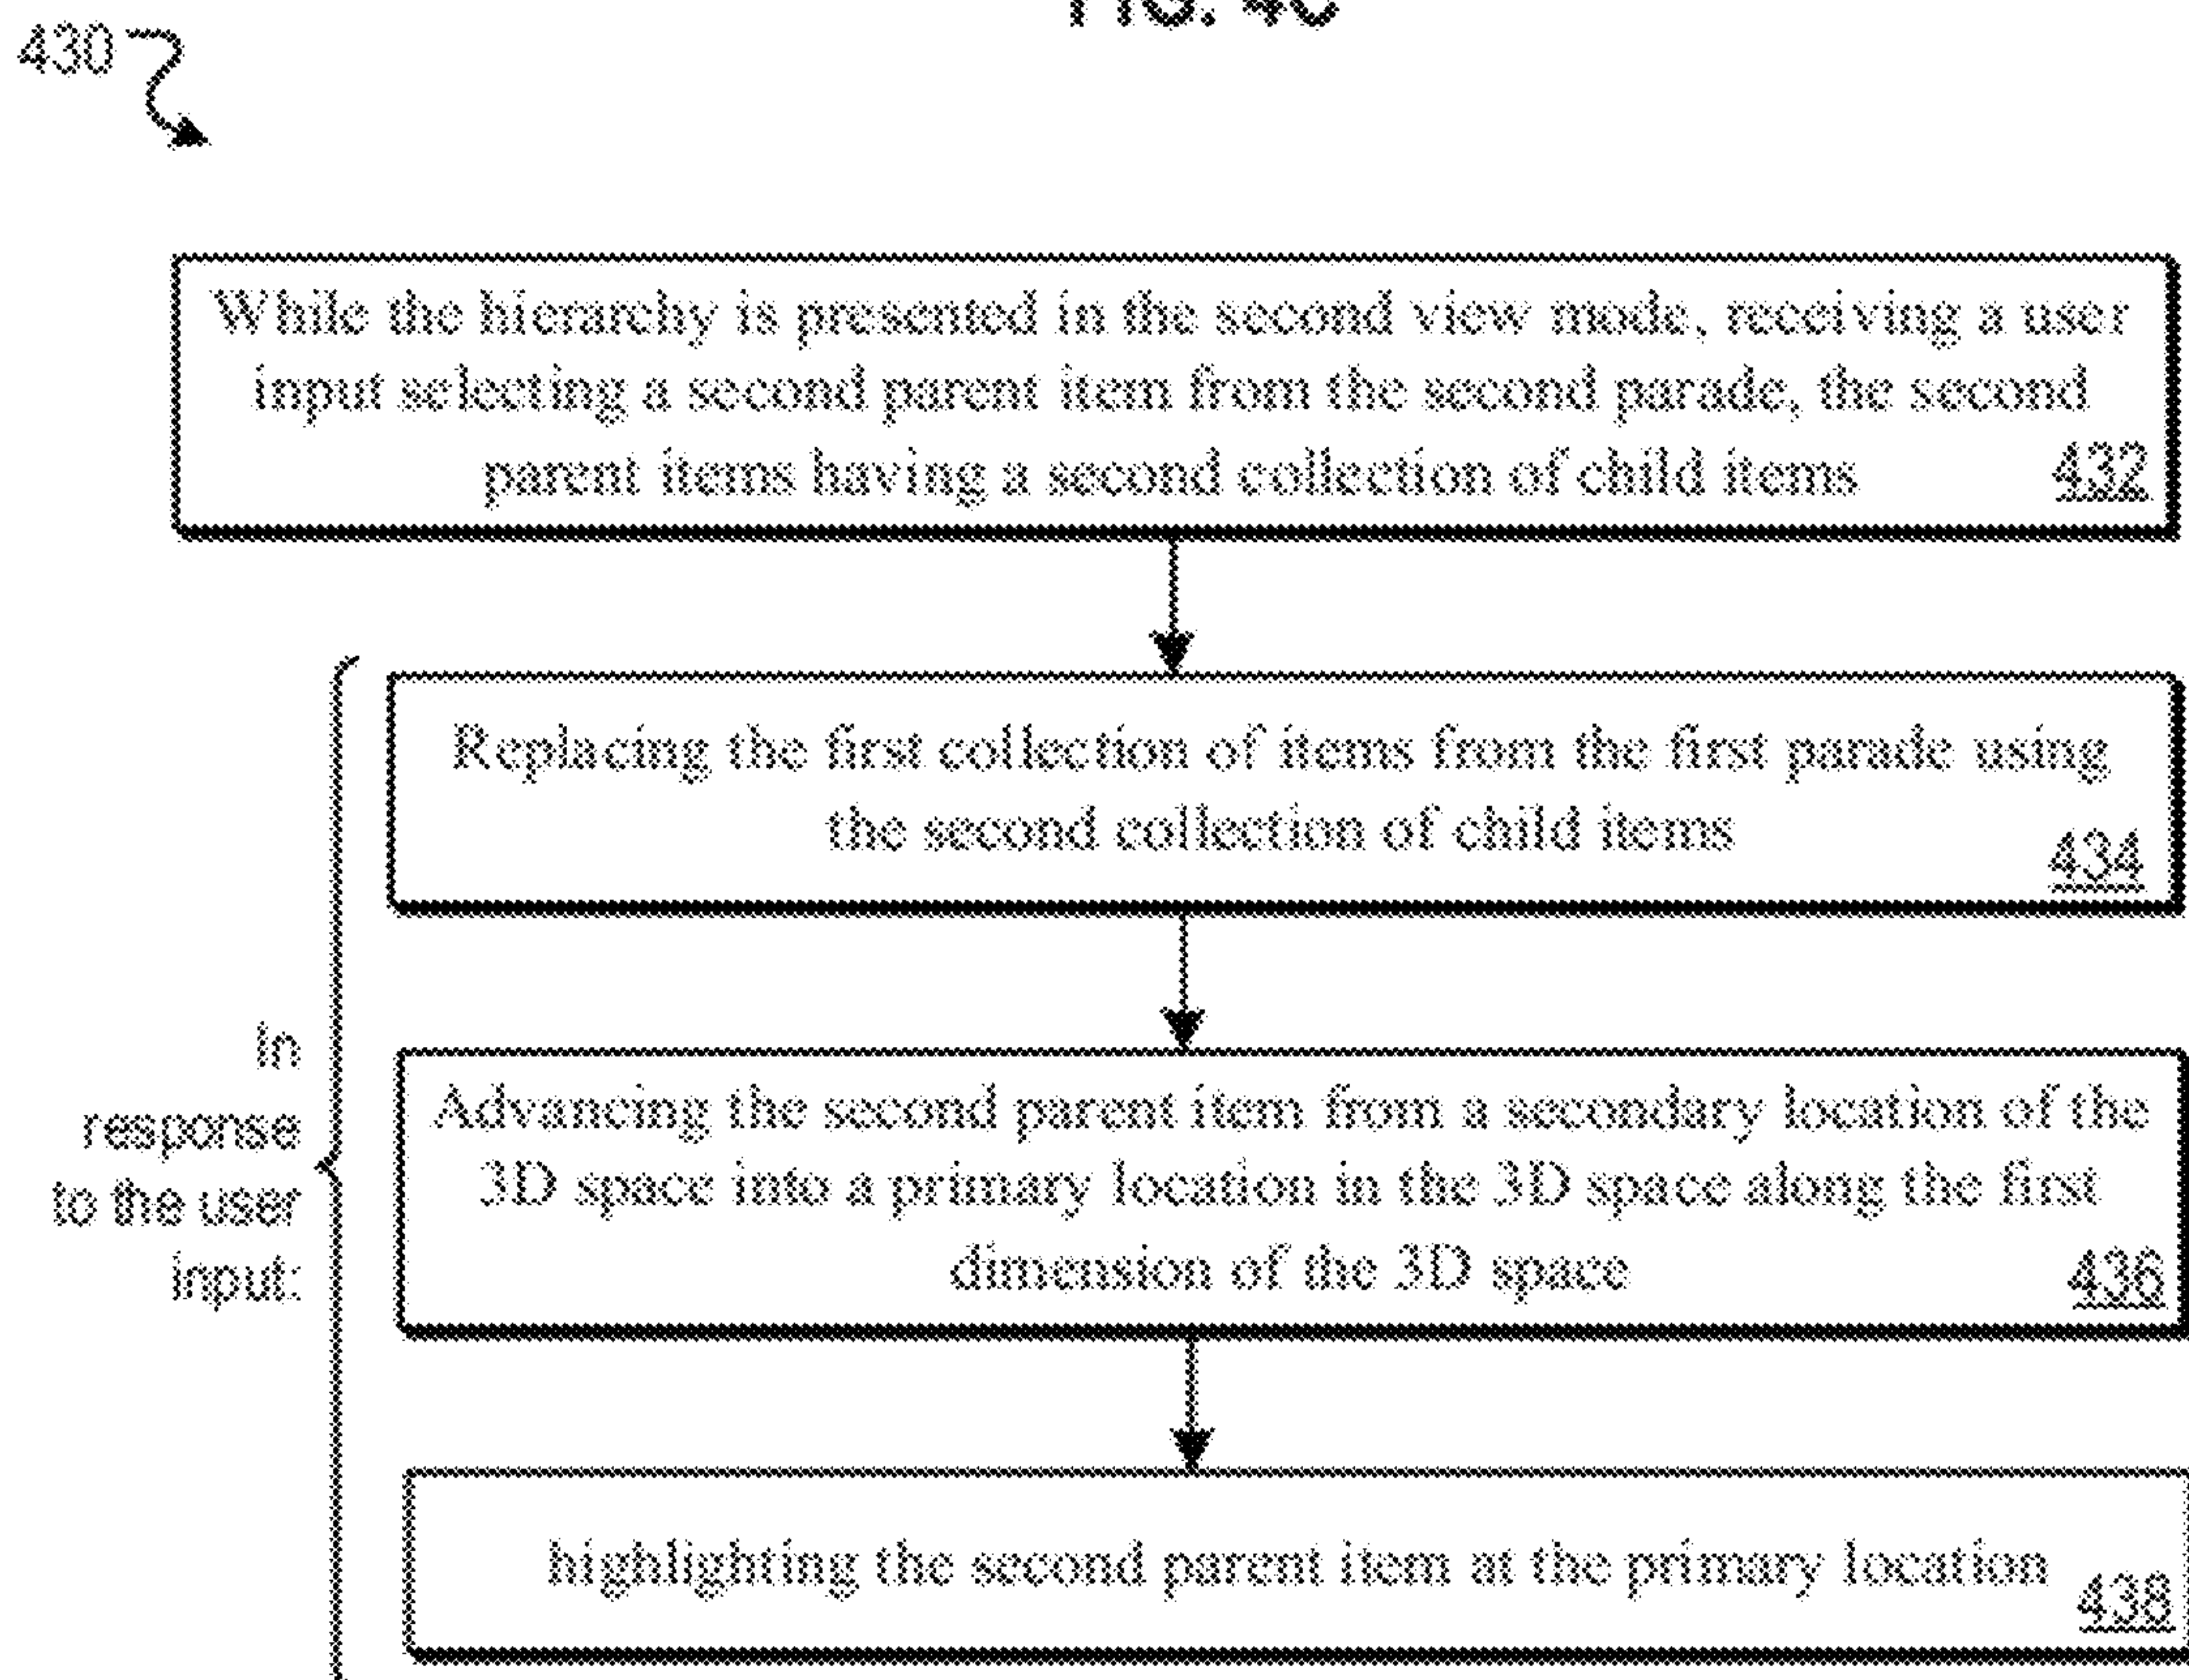 FIG. 4C
430
While the hierarchy is presented in the second view mode, receiving a user
input selecting a second parent item from the second parade, the second
parent items having a second collection of child items
432
Replacing the first collection of items from the first parade using
the second collection of child items
434
In
response
to the user
input:
Advancing the second parent item from a secondary location of the
3D space into a primary location in the 3D space along the first
dimension of the 3D space
436
highlighting the second parent item at the primary location
438